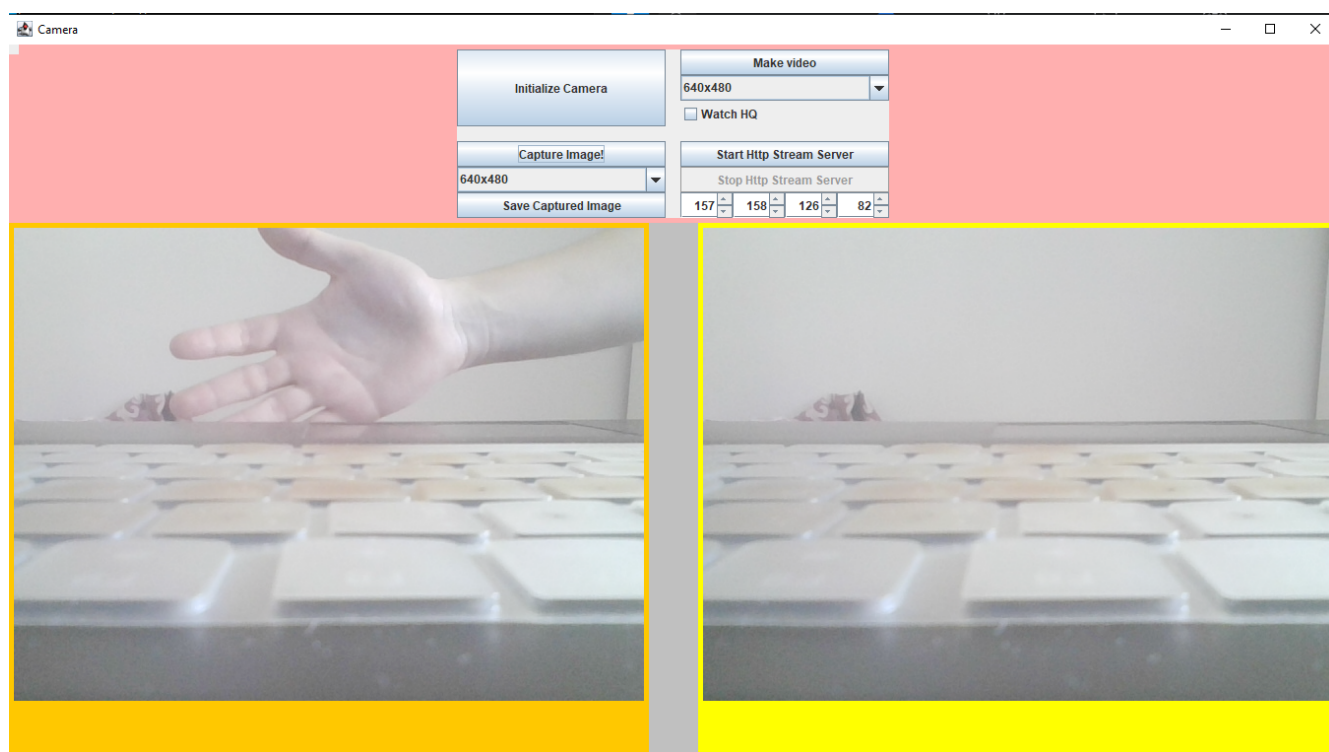 Camera
Initialize Camera
Make video
640x480
Watch HQ
Capture Image!
Start Http Stream Server
640x480
Stop Http Stream Server
Save Captured Image
157 158 126 82